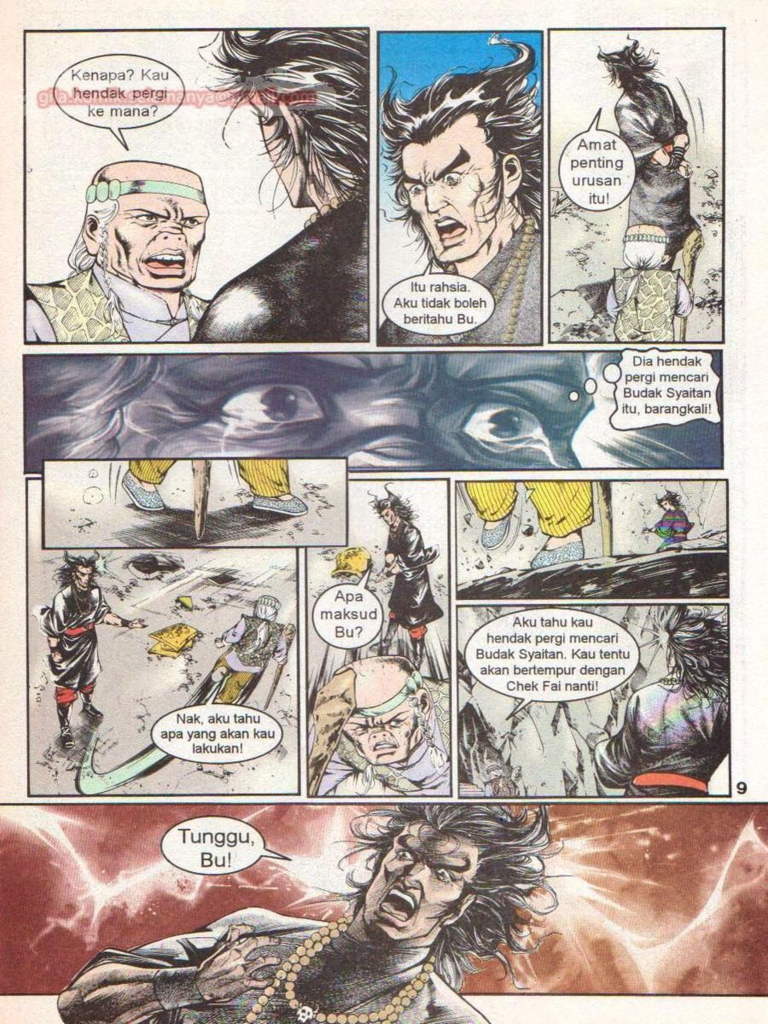 Kenapa? Kau
hendak pergi
ke mana?
Itu rahsia.
Aku tidak boleh
beritahu Bu.
Amat
penting
urusan
itu!
Dia hendak
pergi mencari
Budak Syaitan
itu, barangkali!
Nak, aku tahu
apa yang akan kau
lakukan!
Apa
maksud
Bu?
Aku tahu kau
hendak pergi mencari
Budak Syaitan. Kau tentu
akan bertempur dengan
Chek Fai nanti!
9
Tunggu,
Bu!